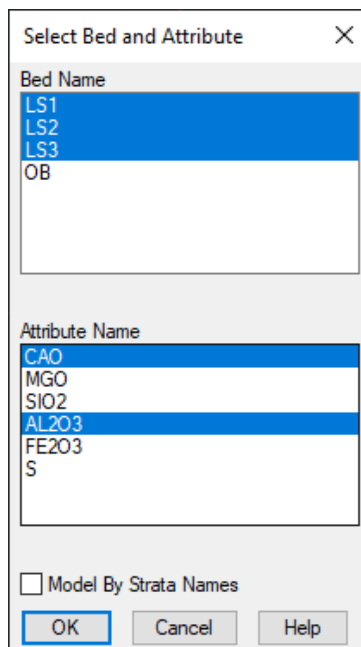 Select Bed and Attribute
Bed Name
LS1
LS2
LS3
OB
Attribute Name
CAO
MGO
SIO2
AL2O3
FE2O3
S
Model By Strata Names
OK Cancel Help